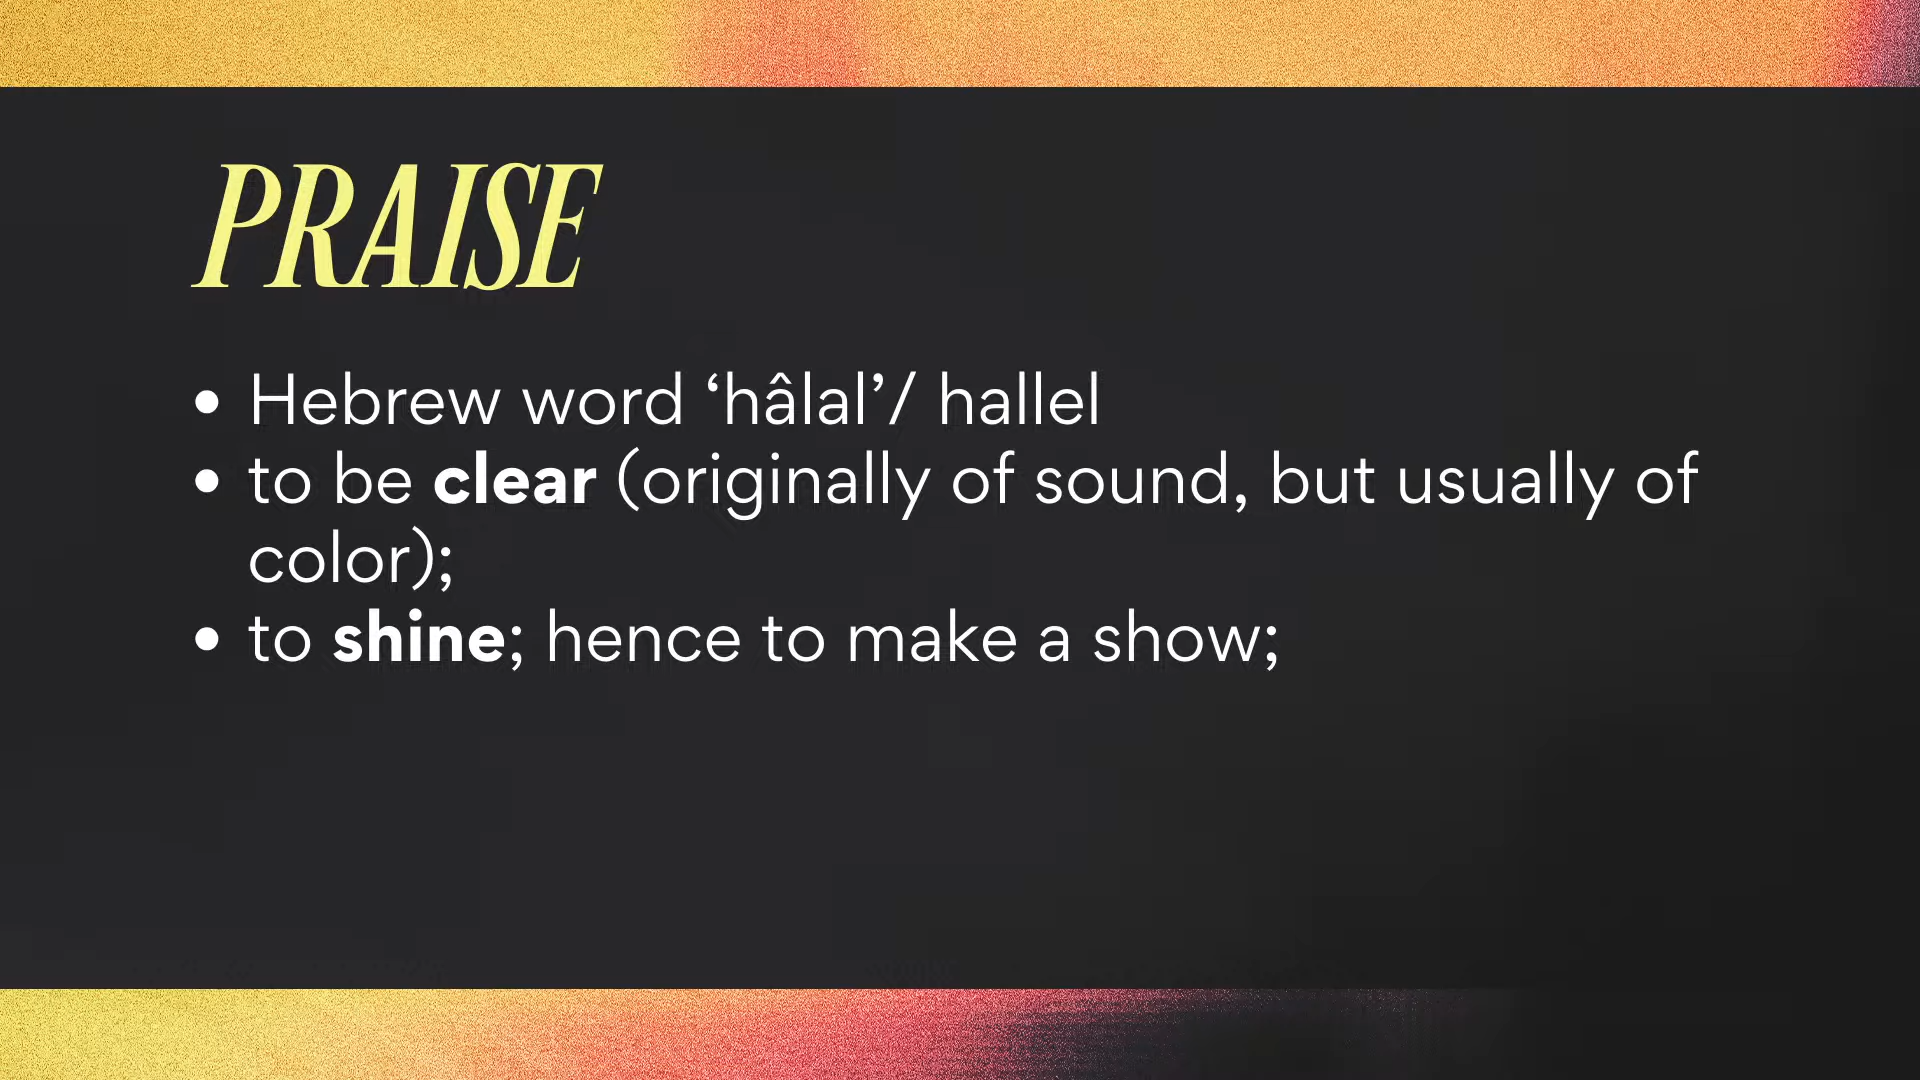 PRAISE
• Hebrew word ‘hâlal’/ hallel
• to be clear (originally of sound, but usually of
color);
• to shine; hence to make a show;